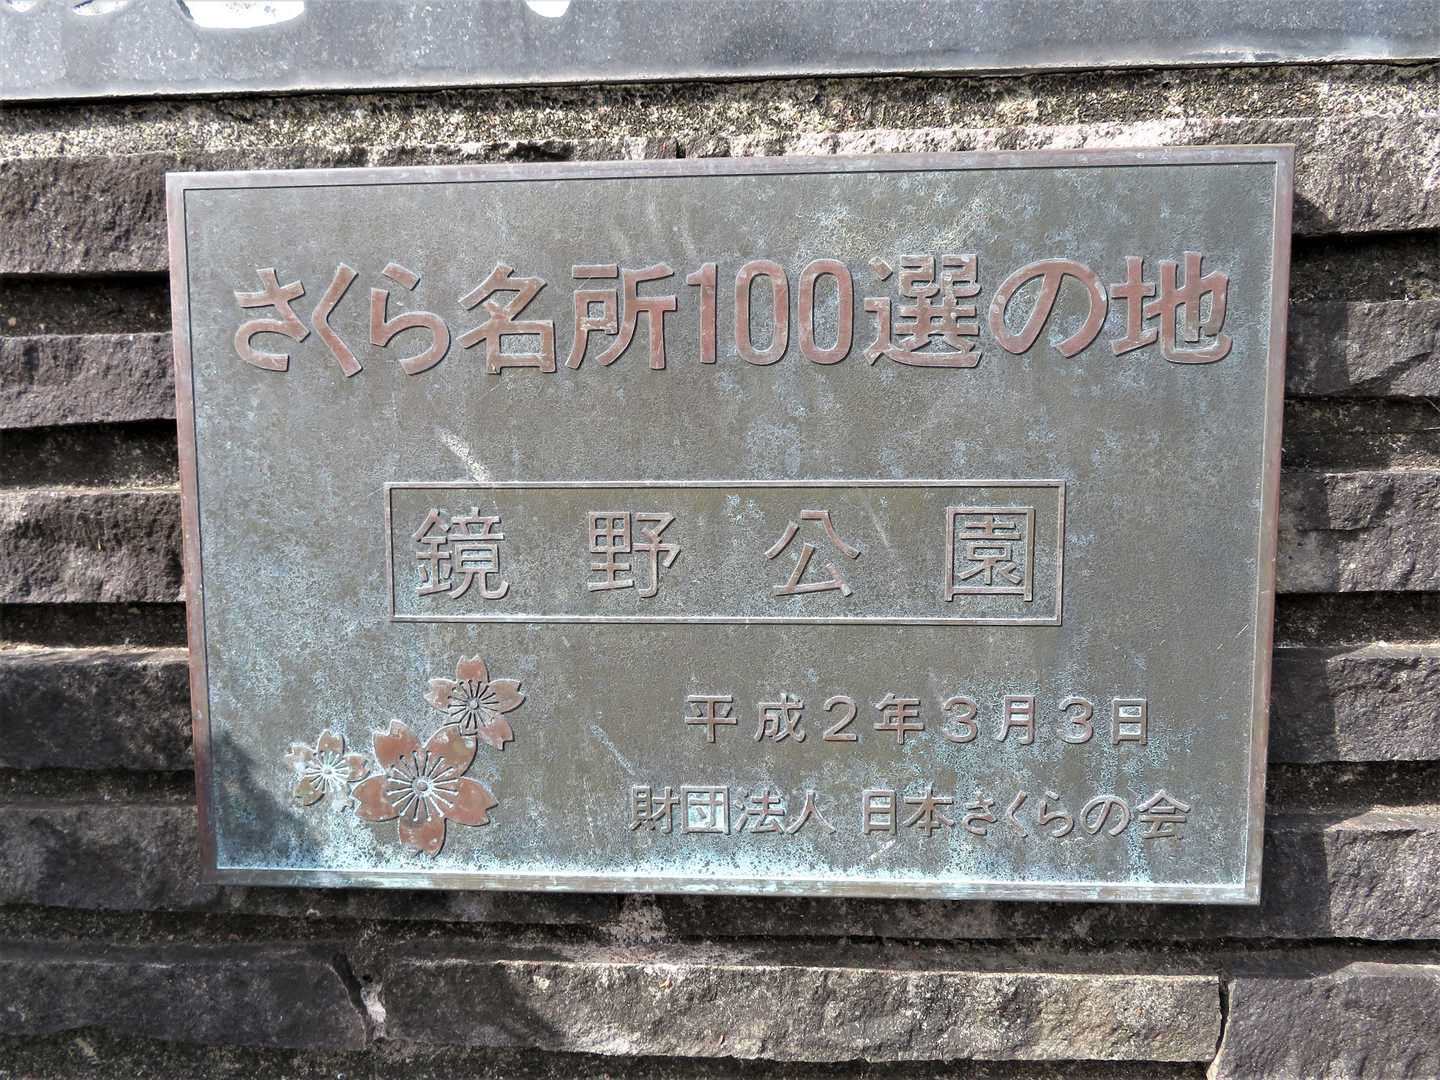 さくら名所100選の地
鏡野公園
平成2年3月3日
財団法人 日本さくらの会